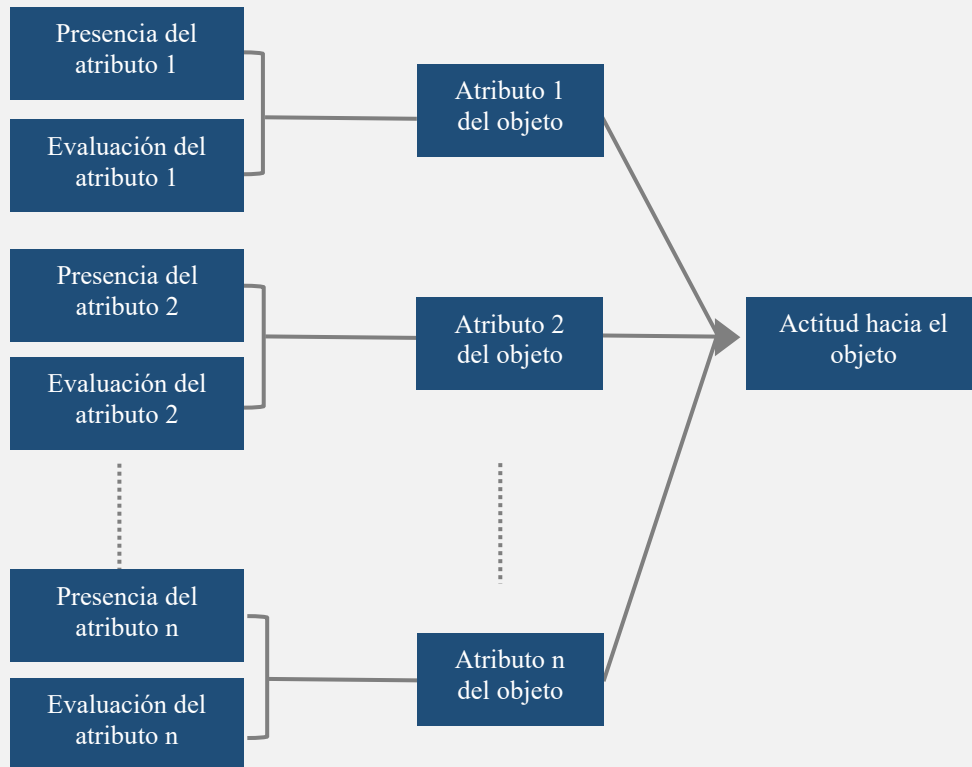 Presencia del
atributo 1
Evaluación del
atributo 1
Atributo 1
del objeto
Presencia del
atributo 2
Evaluación del
atributo 2
Atributo 2
del objeto
Actitud hacia el
objeto
Presencia del
atributo n
Evaluación del
atributo n
Atributo n
del objeto